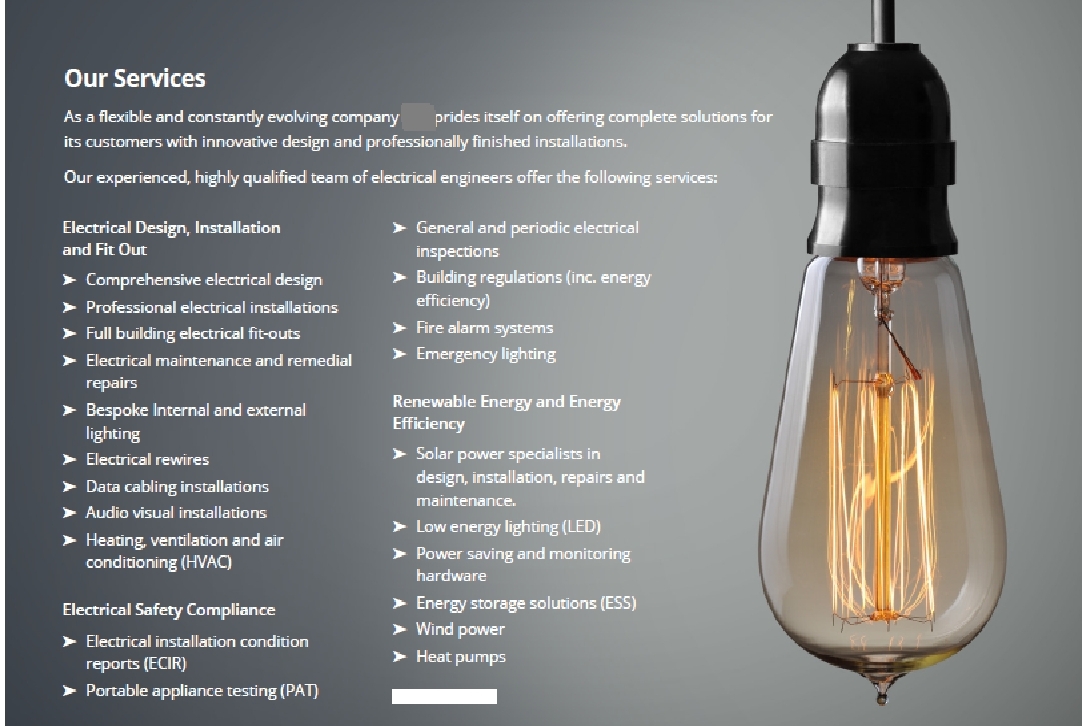 Our Services
As a flexible and constantly evolving company prides itself on offering complete solutions for
its customers with innovative design and professionally finished installations.
Our experienced, highly qualified team of electrical engineers offer the following services:
Electrical Design, Installation
and Fit Out
➤ Comprehensive electrical design
➤ Professional electrical installations
➤ Full building electrical fit-outs
➤ Electrical maintenance and remedial
repairs
➤ Bespoke Internal and external
lighting
➤ Electrical rewires
➤ Data cabling installations
➤ Audio visual installations
➤ Heating, ventilation and air
conditioning (HVAC)
Electrical Safety Compliance
➤ Electrical installation condition
reports (ECIR)
➤ Portable appliance testing (PAT)
➤ General and periodic electrical
inspections
➤ Building regulations (inc. energy
efficiency)
➤ Fire alarm systems
➤ Emergency lighting
Renewable Energy and Energy
Efficiency
➤ Solar power specialists in
design, installation, repairs and
maintenance.
➤ Low energy lighting (LED)
➤ Power saving and monitoring
hardware
➤ Energy storage solutions (ESS)
➤ Wind power
➤ Heat pumps